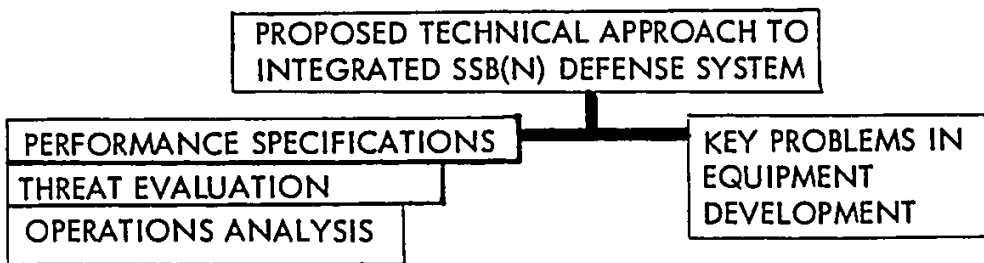 PROPOSED TECHNICAL APPROACH TO
INTEGRATED SSB(N) DEFENSE SYSTEM
PERFORMANCE SPECIFICATIONS
THREAT EVALUATION
OPERATIONS ANALYSIS
KEY PROBLEMS IN
EQUIPMENT
DEVELOPMENT